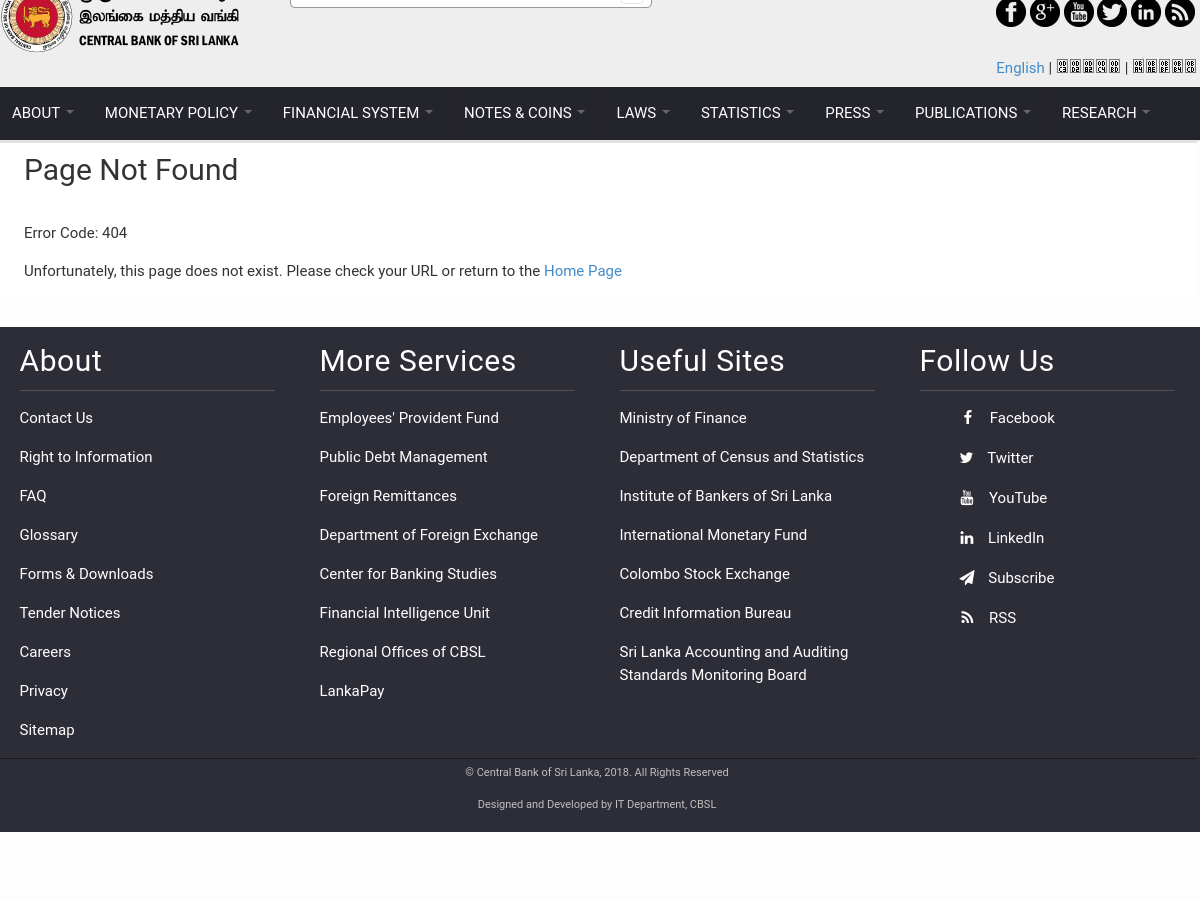 இலங்கை மத்திய வங்கி
CENTRAL BANK OF SRI LANKA
English | |
ABOUT MONETARY POLICY FINANCIAL SYSTEM NOTES & COINS LAWS STATISTICS PRESS PUBLICATIONS RESEARCH
Page Not Found
Error Code: 404
Unfortunately, this page does not exist. Please check your URL or return to the Home Page
About
Contact Us
Right to Information
FAQ
Glossary
Forms & Downloads
Tender Notices
Careers
Privacy
Sitemap
More Services
Employees' Provident Fund
Public Debt Management
Foreign Remittances
Department of Foreign Exchange
Center for Banking Studies
Financial Intelligence Unit
Regional Offices of CBSL
LankaPay
Useful Sites
Ministry of Finance
Department of Census and Statistics
Institute of Bankers of Sri Lanka
International Monetary Fund
Colombo Stock Exchange
Credit Information Bureau
Sri Lanka Accounting and Auditing
Standards Monitoring Board
Follow Us
Facebook
Twitter
YouTube
LinkedIn
Subscribe
RSS
© Central Bank of Sri Lanka, 2018. All Rights Reserved
Designed and Developed by IT Department, CBSL